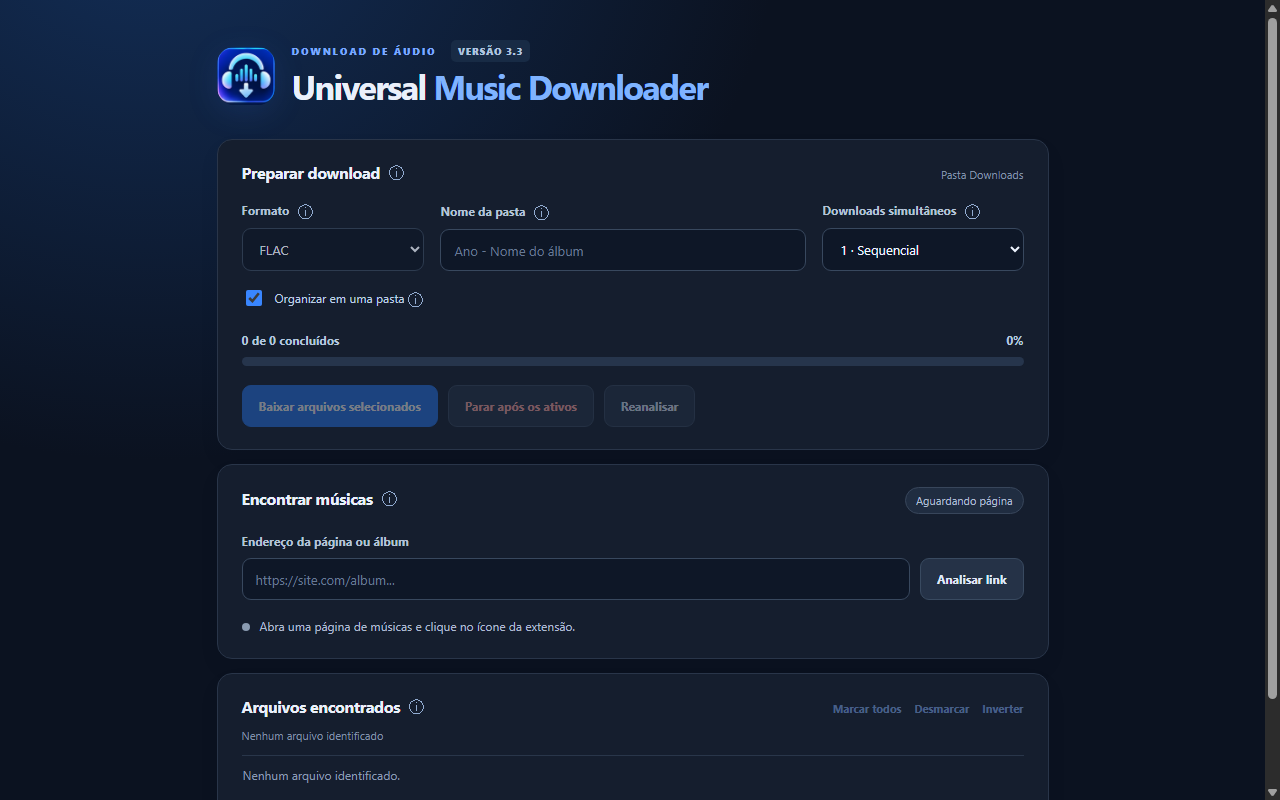 DOWNLOAD DE ÁUDIO VERSÃO 3.3
Universal Music Downloader
Preparar download
Pasta Downloads
Formato
Nome da pasta
Downloads simultâneos
FLAC
Ano - Nome do álbum
1 · Sequencial
Organizar em uma pasta
0 de 0 concluídos
0%
Baixar arquivos selecionados
Parar após os ativos
Reanalisar
Encontrar músicas
Aguardando página
Endereço da página ou álbum
https://site.com/album...
Analisar link
Abra uma página de músicas e clique no ícone da extensão.
Arquivos encontrados
Marcar todos
Desmarcar
Inverter
Nenhum arquivo identificado
Nenhum arquivo identificado.